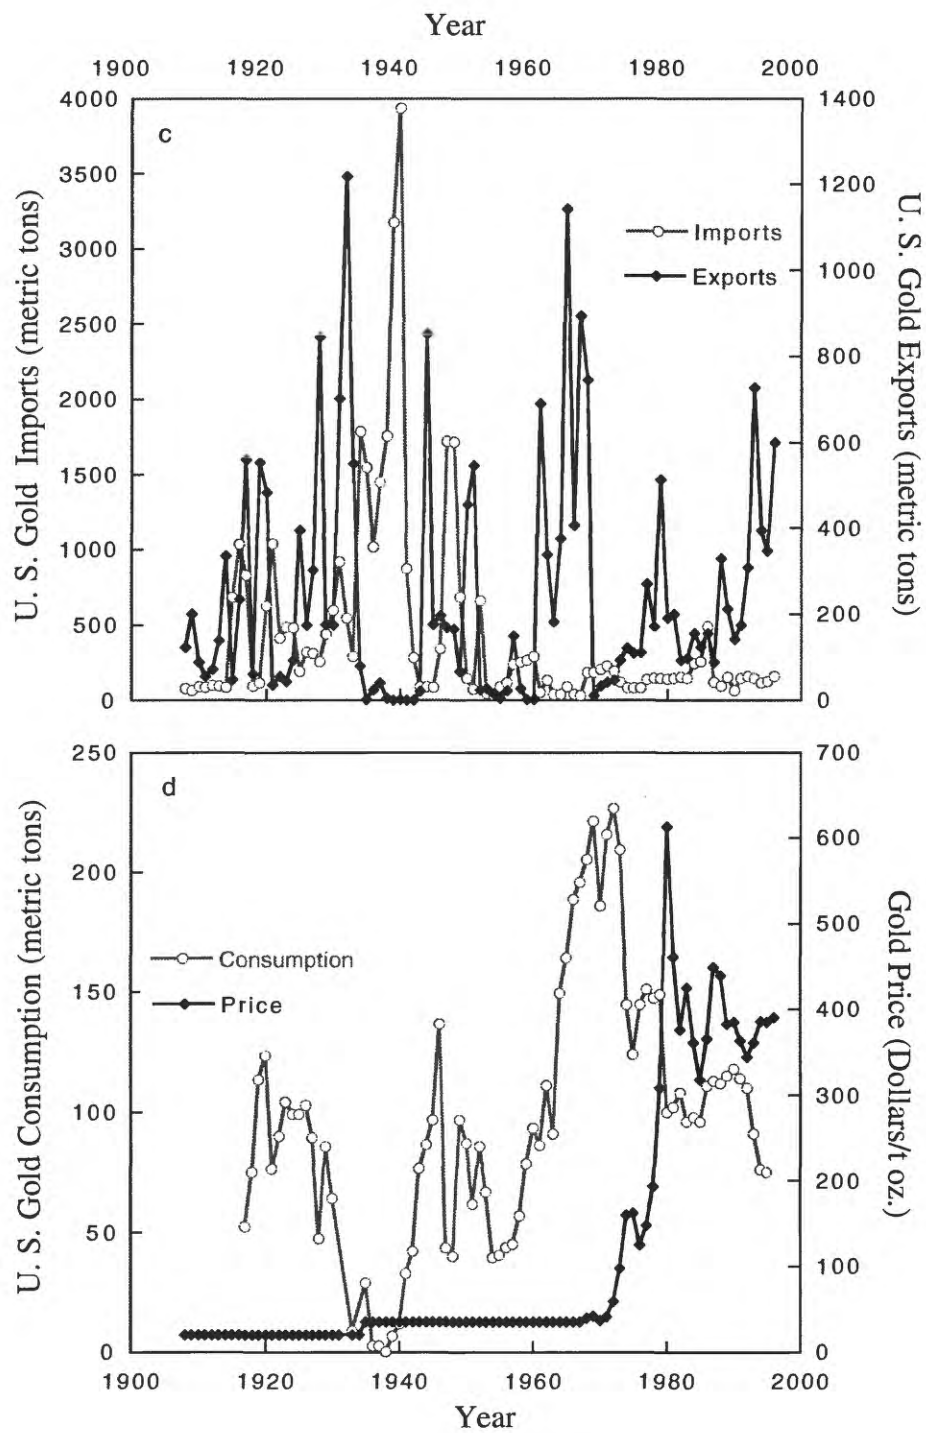 Year
1900 1920 1940 1960 1980 2000
4000 1400
c
3500
1200
3000
Imports
1000
Exports
2500
800
2000
600
1500
400
1000
200
500
0 0
U. S. Gold Imports (metric tons)
U. S. Gold Exports (metric tons)
250 700
d
600
200
500
Consumption
150
Price
400
300
100
200
50
100
0 0
U. S. Gold Consumption (metric tons)
Gold Price (Dollars/t oz.)
1900 1920 1940 1960 1980 2000
Year